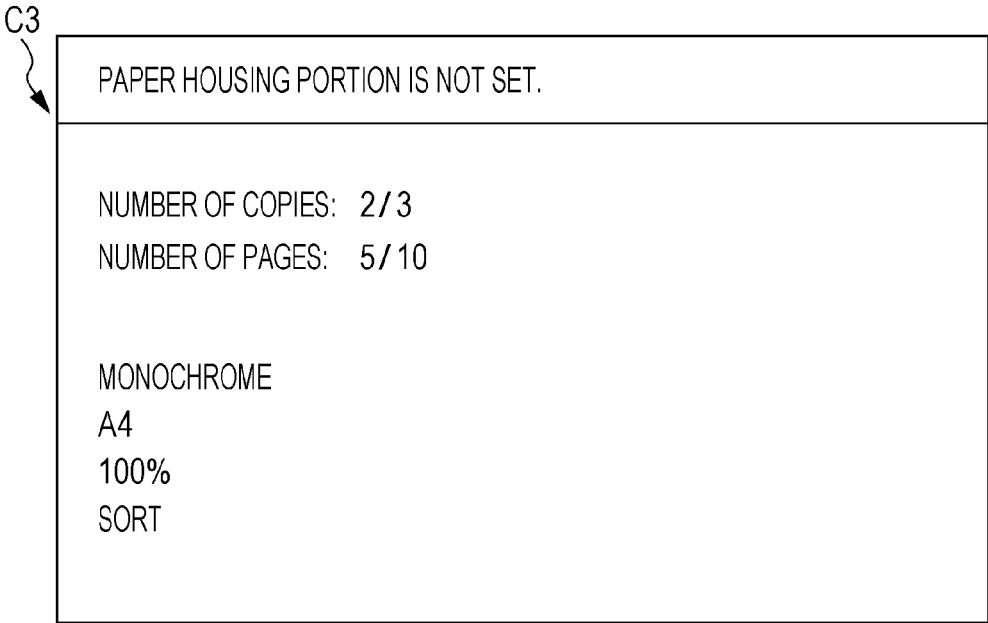 C3
PAPER HOUSING PORTION IS NOT SET.
NUMBER OF COPIES: 2/3
NUMBER OF PAGES: 5/10
MONOCHROME
A4
100%
SORT